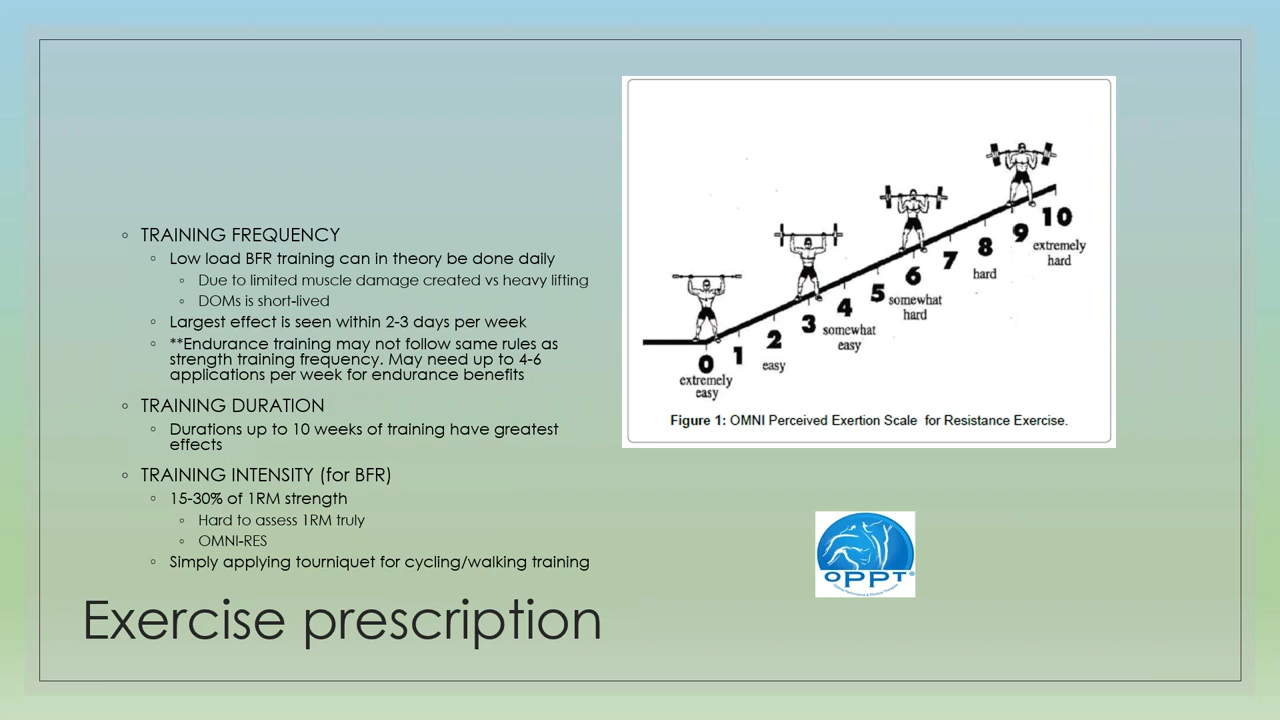 TRAINING FREQUENCY
Low load BFR training can in theory be done daily
Due to limited muscle damage created vs heavy lifting
DOMs is short-lived
Largest effect is seen within 2-3 days per week
**Endurance training may not follow same rules as
strength training frequency. May need up to 4-6
applications per week for endurance benefits
TRAINING DURATION
Durations up to 10 weeks of training have greatest
effects
TRAINING INTENSITY (for BFR)
15-30% of 1RM strength
Hard to assess 1RM truly
OMNI-RES
Simply applying tourniquet for cycling/walking training
Exercise prescription
0
extremely
easy
1
2
easy
3
4
somewhat
easy
5
6
somewhat
hard
7
8
hard
9
10
extremely
hard
Figure 1: OMNI Perceived Exertion Scale for Resistance Exercise.
OPPT